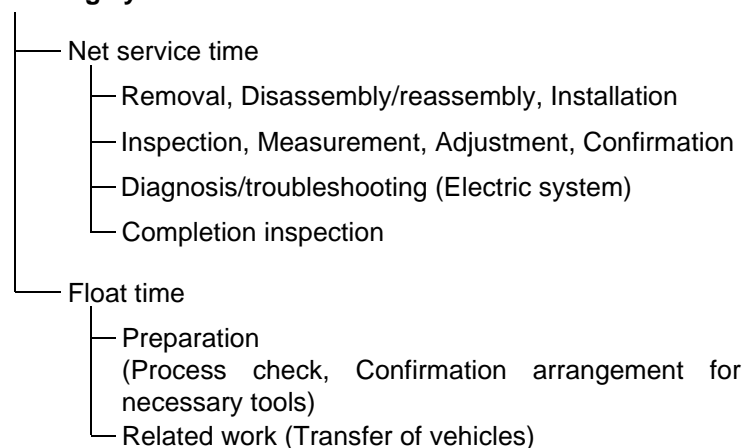 Net service time
Removal, Disassembly/reassembly, Installation
Inspection, Measurement, Adjustment, Confirmation
Diagnosis/troubleshooting (Electric system)
Completion inspection
Float time
Preparation
(Process check, Confirmation arrangement for
necessary tools)
Related work (Transfer of vehicles)